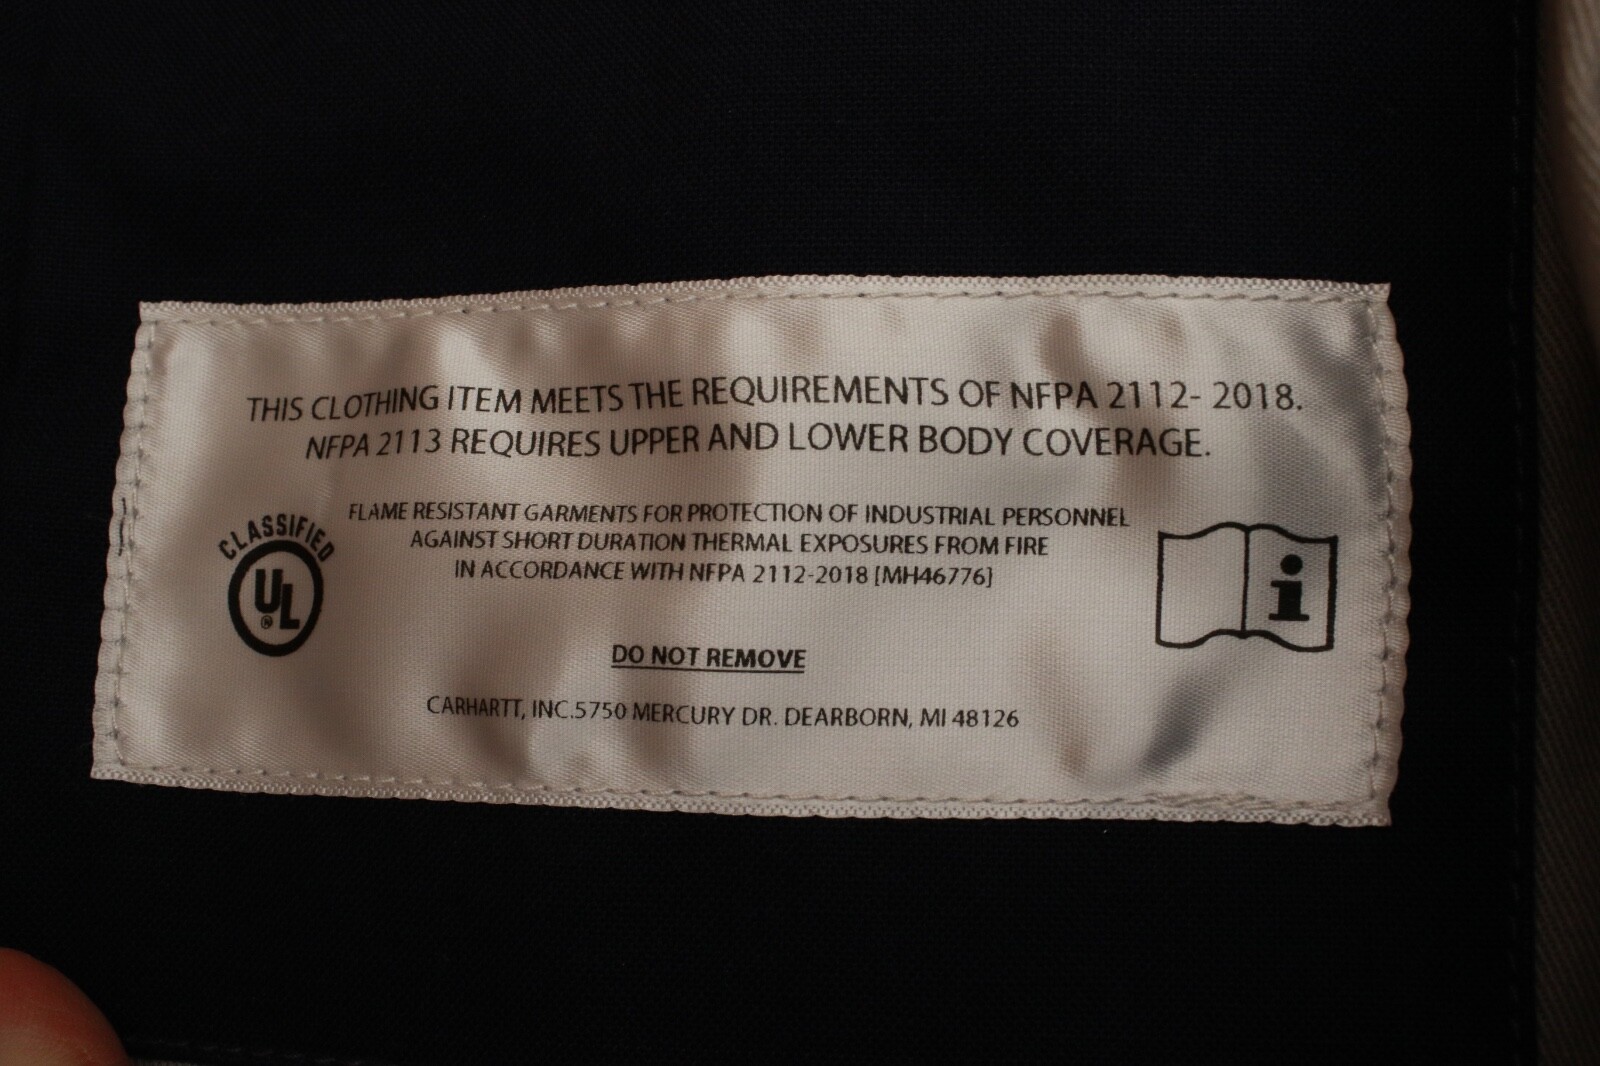 THIS CLOTHING ITEM MEETS THE REQUIREMENTS OF NFPA 2112- 2018.
NFPA 2113 REQUIRES UPPER AND LOWER BODY COVERAGE.
FLAME RESISTANT GARMENTS FOR PROTECTION OF INDUSTRIAL PERSONNEL
AGAINST SHORT DURATION THERMAL EXPOSURES FROM FIRE
IN ACCORDANCE WITH NFPA 2112-2018 [MH46776]
CLASSIFIED
UL
®
i
DO NOT REMOVE
CARHARTT, INC.5750 MERCURY DR. DEARBORN, MI 48126